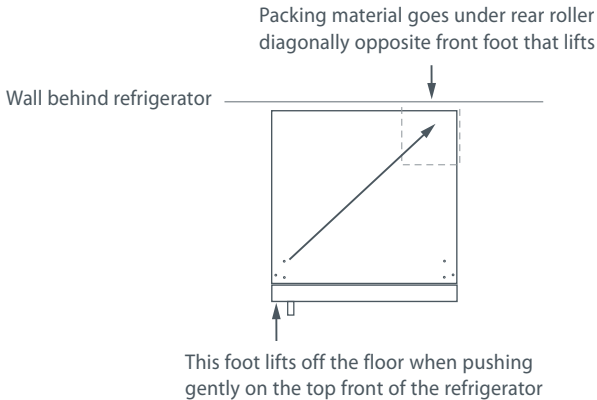 Packing material goes under rear roller
diagonally opposite front foot that lifts
Wall behind refrigerator
This foot lifts off the floor when pushing
gently on the top front of the refrigerator